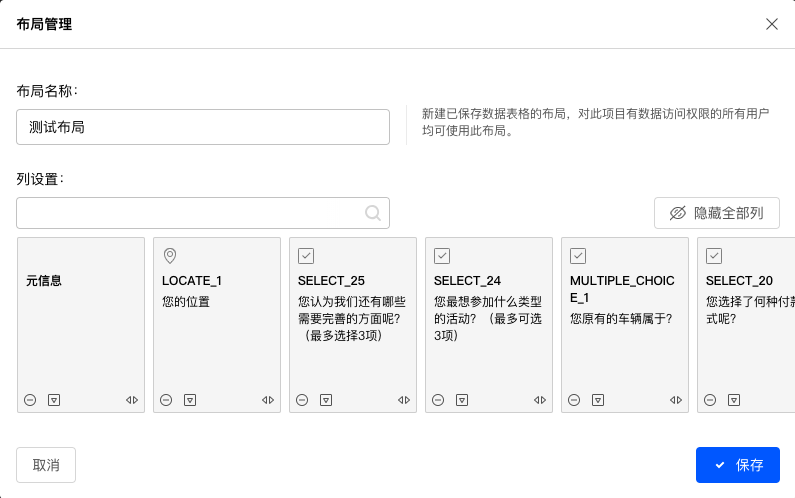 布局管理
布局名称：
测试布局
新建已保存数据表格的布局，对此项目有数据访问权限的所有用户
均可使用此布局。
列设置：
隐藏全部列
元信息
LOCATE_1
您的位置
SELECT_25
您认为我们还有哪些
需要完善的方面呢？
（最多选择3项）
SELECT_24
您最想参加什么类型
的活动？（最多可选
3项）
MULTIPLE_CHOIC
E_1
您原有的车辆属于？
SELECT_20
您选择了何种付款
式呢？
取消
保存